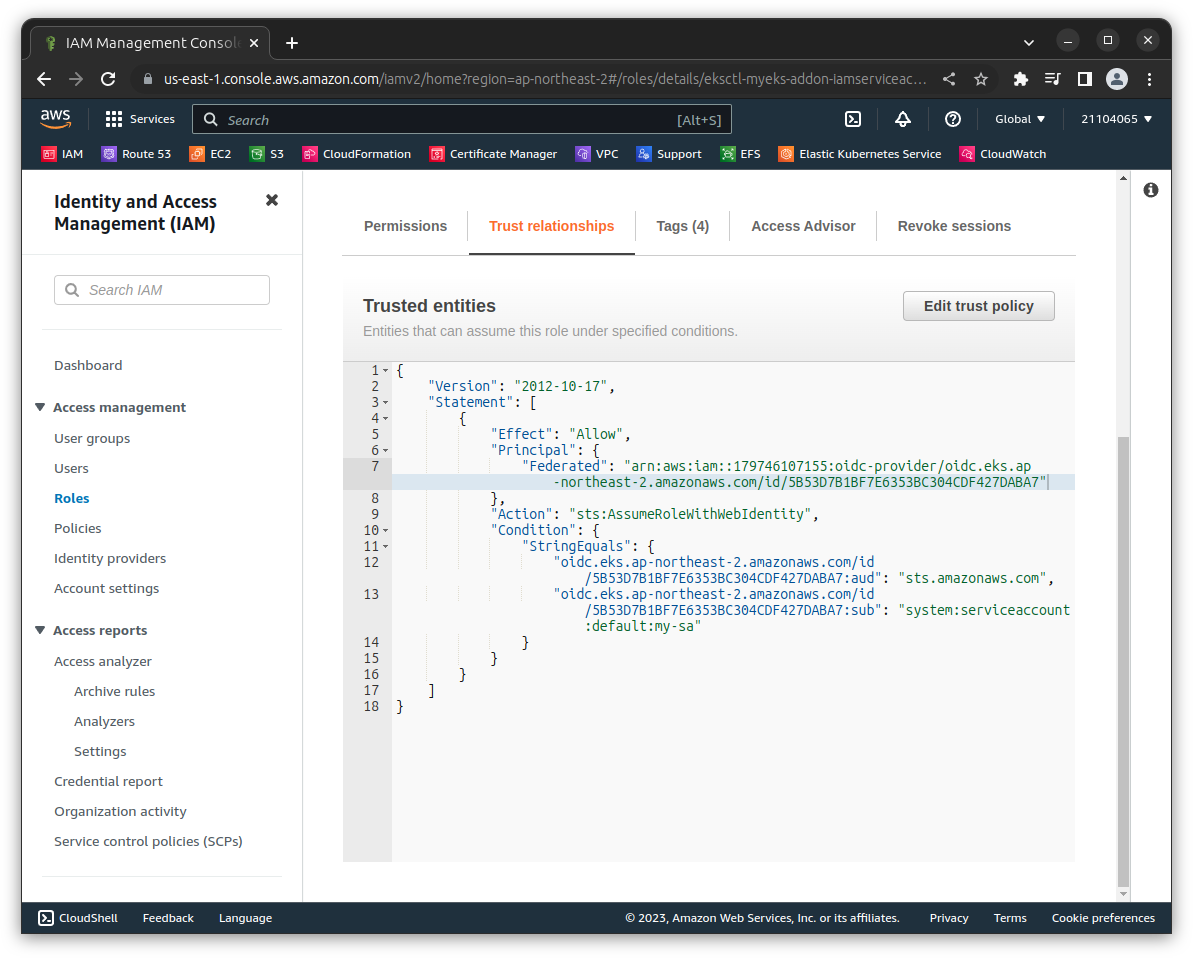 IAM Management Consol
us-east-1.console.aws.amazon.com/iamv2/home?region=ap-northeast-2#/roles/details/eksctl-myeks-addon-iamserviceac...
aws
Services
Search
[Alt+S]
Global
21104065
IAM
Route 53
EC2
S3
CloudFormation
Certificate Manager
VPC
Support
EFS
Elastic Kubernetes Service
CloudWatch
Identity and Access
Management (IAM)
Search IAM
Dashboard
Access management
User groups
Users
Roles
Policies
Identity providers
Account settings
Access reports
Access analyzer
Archive rules
Analyzers
Settings
Credential report
Organization activity
Service control policies (SCPs)
Permissions
Trust relationships
Tags (4)
Access Advisor
Revoke sessions
Trusted entities
Edit trust policy
Entities that can assume this role under specified conditions.
1 {
2 "Version": "2012-10-17",
3 "Statement": [
4 {
5 "Effect": "Allow",
6 "Principal": {
7 "Federated": "arn:aws:iam::179746107155:oidc-provider/oidc.eks.ap
-northeast-2.amazonaws.com/id/5B53D7B1BF7E6353BC304CDF427DABA7"
8 },
9 "Action": "sts:AssumeRoleWithWebIdentity",
10 "Condition": {
11 "StringEquals": {
12 "oidc.eks.ap-northeast-2.amazonaws.com/id
/5B53D7B1BF7E6353BC304CDF427DABA7:aud": "sts.amazonaws.com",
13 "oidc.eks.ap-northeast-2.amazonaws.com/id
/5B53D7B1BF7E6353BC304CDF427DABA7:sub": "system:serviceaccount
:default:my-sa"
14 }
15 }
16 }
17 ]
18 }
CloudShell
Feedback
Language
© 2023, Amazon Web Services, Inc. or its affiliates.
Privacy
Terms
Cookie preferences